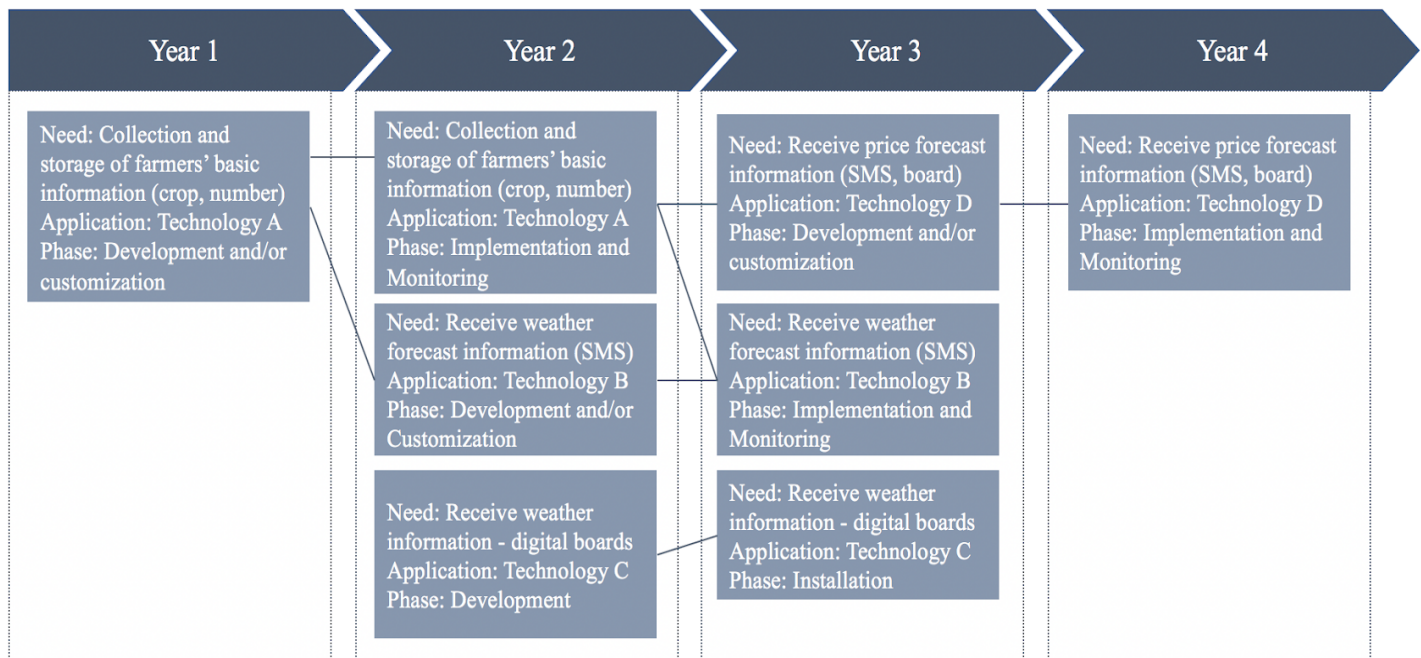 Year 1
Year 2
Year 3
Year 4
Need: Collection and
storage of farmers’ basic
information (crop, number)
Application: Technology A
Phase: Development and/or
customization
Need: Collection and
storage of farmers’ basic
information (crop, number)
Application: Technology A
Phase: Implementation and
Monitoring
Need: Receive weather
forecast information (SMS)
Application: Technology B
Phase: Development and/or
Customization
Need: Receive weather
information - digital boards
Application: Technology C
Phase: Development
Need: Receive price forecast
information (SMS, board)
Application: Technology D
Phase: Development and/or
customization
Need: Receive weather
forecast information (SMS)
Application: Technology B
Phase: Implementation and
Monitoring
Need: Receive weather
information - digital boards
Application: Technology C
Phase: Installation
Need: Receive price forecast
information (SMS, board)
Application: Technology D
Phase: Implementation and
Monitoring